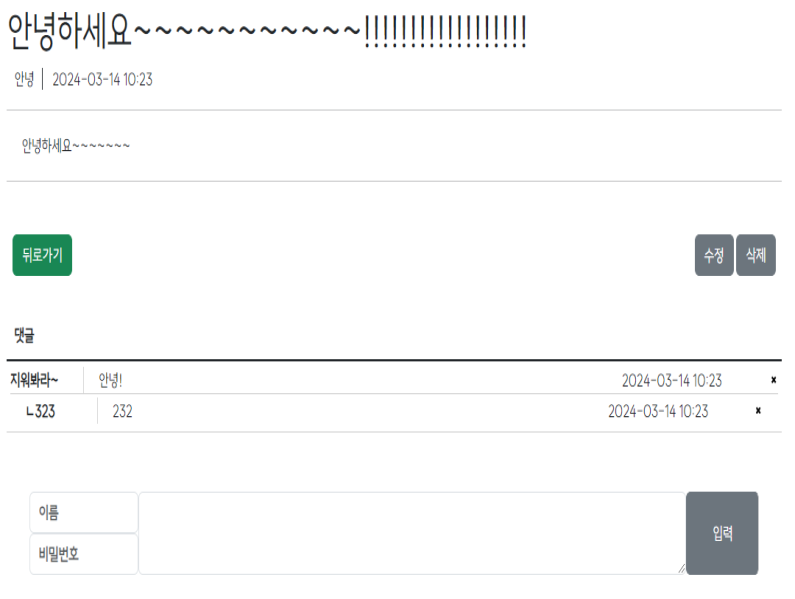 안녕하세요~~~~~~~~~~~!!!!!!!!!!!!!!!!!!
안녕 | 2024-03-14 10:23
안녕하세요~~~~~~~
뒤로가기 수정 삭제
댓글
지워봐라~ 안녕! 2024-03-14 10:23 ×
ㄴ323 232 2024-03-14 10:23 ×
이름
비밀번호
입력